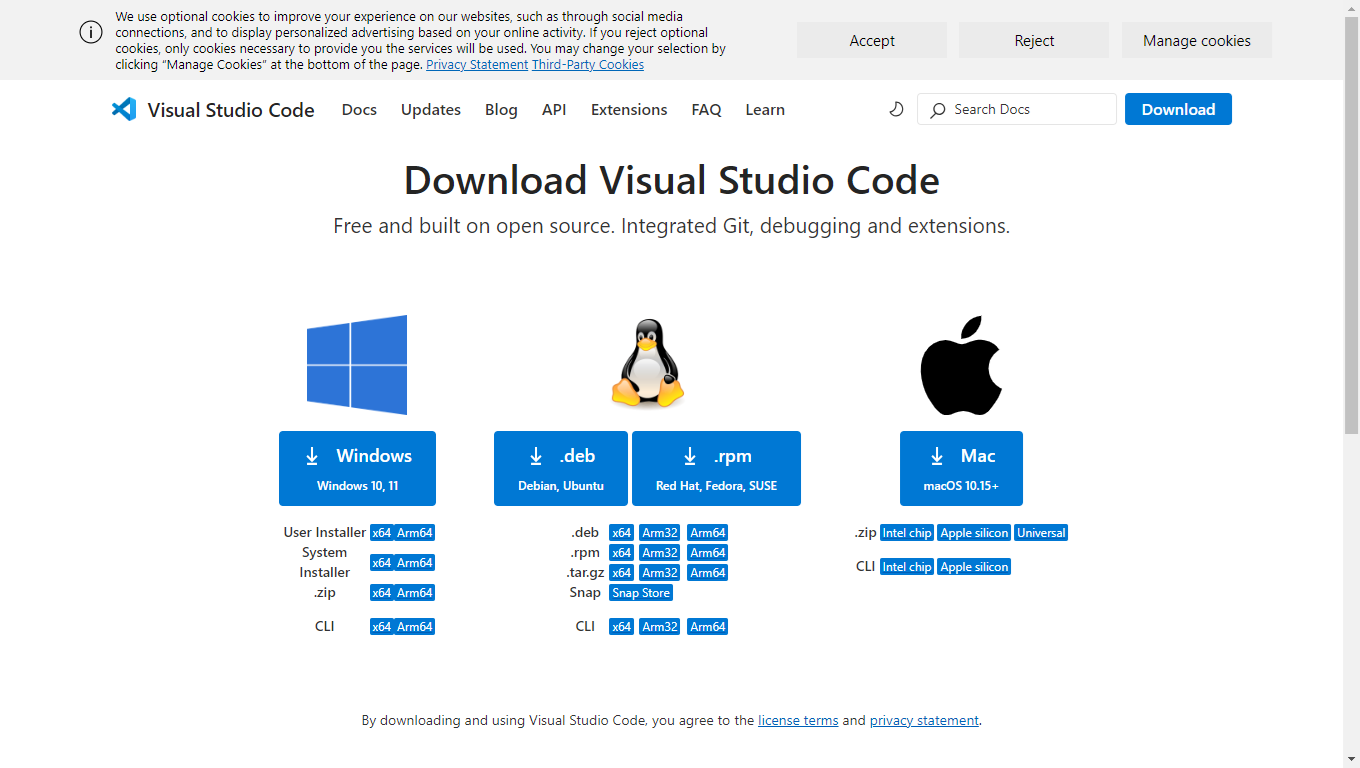 We use optional cookies to improve your experience on our websites, such as through social media
connections, and to display personalized advertising based on your online activity. If you reject optional
cookies, only cookies necessary to provide you the services will be used. You may change your selection by
clicking “Manage Cookies” at the bottom of the page. Privacy Statement Third-Party Cookies
Accept Reject Manage cookies
Visual Studio Code Docs Updates Blog API Extensions FAQ Learn Search Docs Download
Download Visual Studio Code
Free and built on open source. Integrated Git, debugging and extensions.
Windows
Windows 10, 11
User Installer x64 Arm64
System
Installer x64 Arm64
.zip x64 Arm64
CLI x64 Arm64
.deb
Debian, Ubuntu
.rpm
Red Hat, Fedora, SUSE
.deb x64 Arm32 Arm64
.rpm x64 Arm32 Arm64
.tar.gz x64 Arm32 Arm64
Snap Snap Store
CLI x64 Arm32 Arm64
Mac
macOS 10.15+
.zip Intel chip Apple silicon Universal
CLI Intel chip Apple silicon
By downloading and using Visual Studio Code, you agree to the license terms and privacy statement.